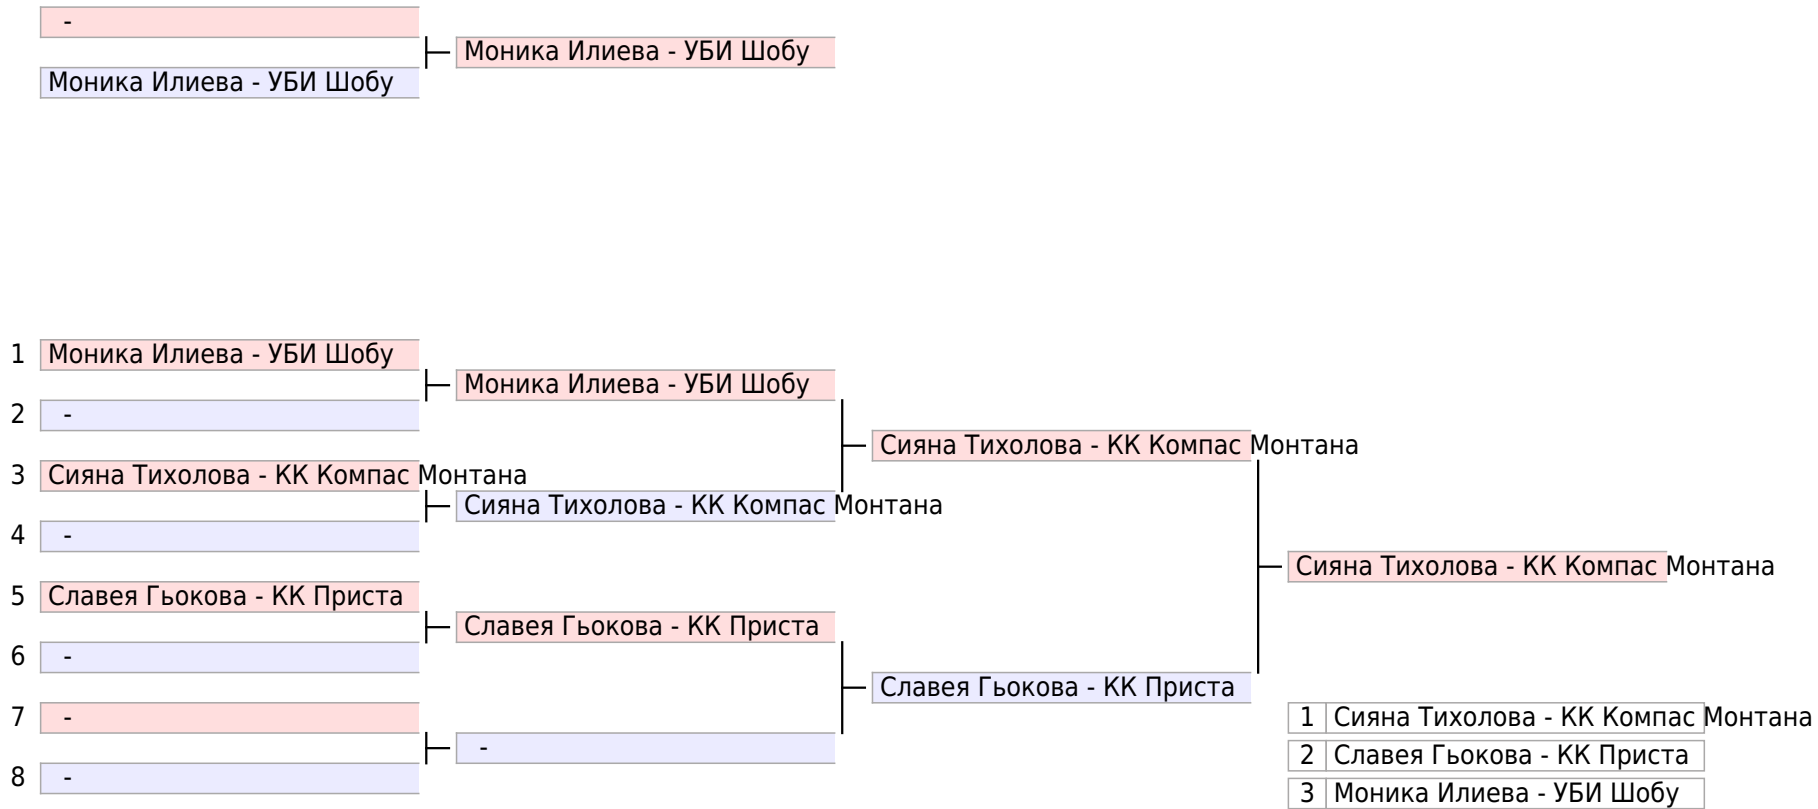 -
Моника Илиева - УБИ Шобу
Моника Илиева - УБИ Шобу
1 Моника Илиева - УБИ Шобу
Моника Илиева - УБИ Шобу
2 -
Сияна Тихолова - КК Компас Монтана
3 Сияна Тихолова - КК Компас Монтана
Сияна Тихолова - КК Компас Монтана
4 -
Сияна Тихолова - КК Компас Монтана
5 Славея Гьокова - КК Приста
Славея Гьокова - КК Приста
6 -
Славея Гьокова - КК Приста
7 -
1 Сияна Тихолова - КК Компас Монтана
-
2 Славея Гьокова - КК Приста
8 -
3 Моника Илиева - УБИ Шобу